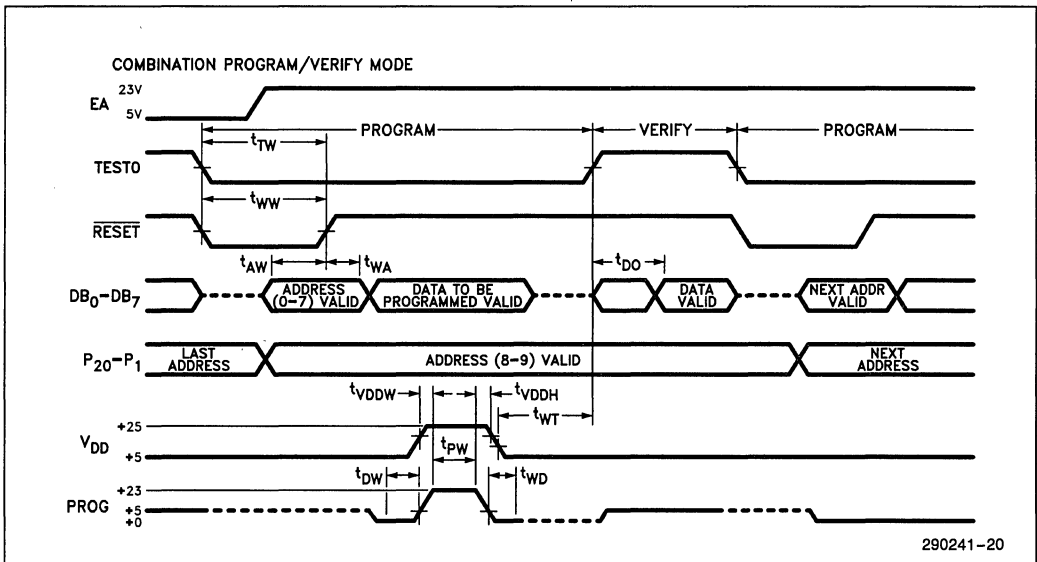 COMBINATION PROGRAM/VERIFY MODE
EA 23V
5V
PROGRAM VERIFY PROGRAM
tTW
TEST0
tWW
RESET
tAW tWA tDO
DB0–DB7 ADDRESS (0–7) VALID DATA TO BE PROGRAMMED VALID DATA VALID NEXT ADDR VALID
P20–P1 LAST ADDRESS ADDRESS (8–9) VALID NEXT ADDRESS
tVDDW tVDDH
tWT
VDD +25
+5
tPW
tDW tWD
PROG +23
+5
+0
290241–20